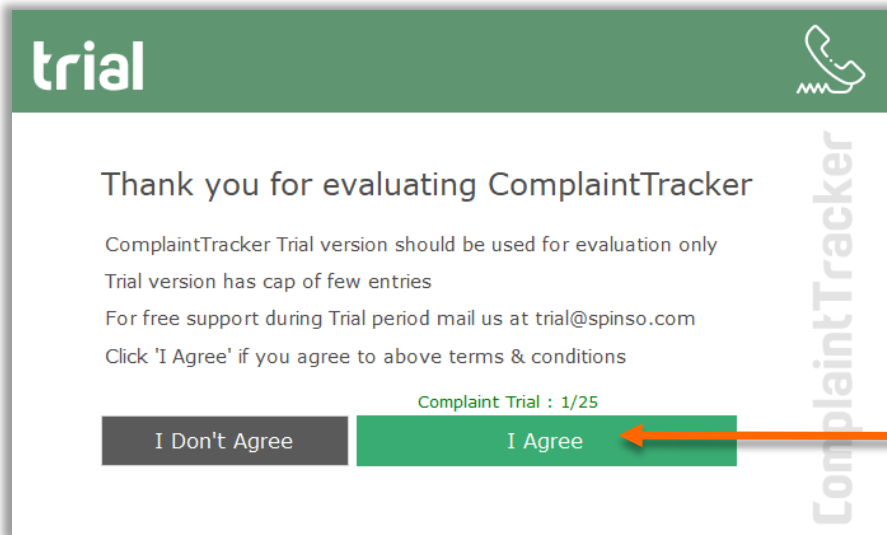 trial
Thank you for evaluating ComplaintTracker
ComplaintTracker Trial version should be used for evaluation only
Trial version has cap of few entries
For free support during Trial period mail us at trial@spinso.com
Click 'I Agree' if you agree to above terms & conditions
Complaint Trial : 1/25
I Don't Agree
I Agree
ComplaintTracker